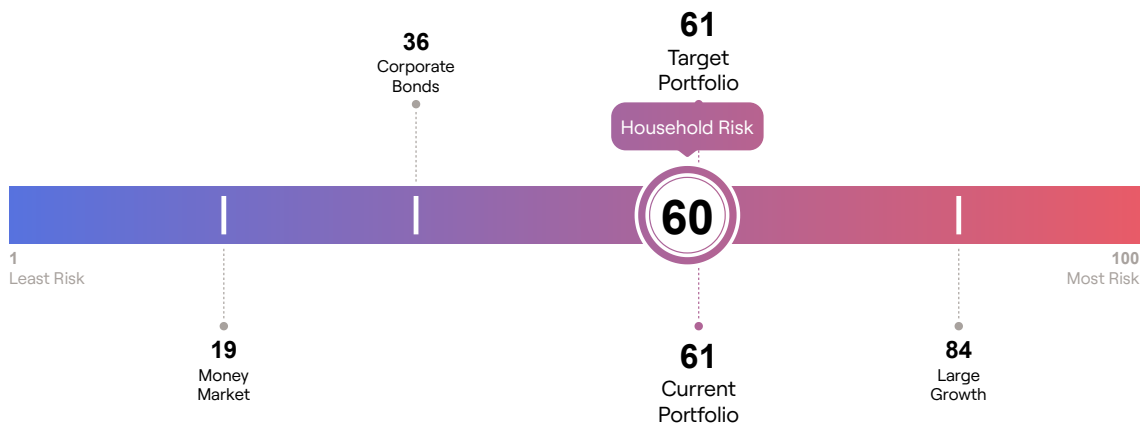 61
Target
Portfolio
36
Corporate
Bonds
Household Risk
60
1
Least Risk
100
Most Risk
19
Money
Market
61
Current
Portfolio
84
Large
Growth